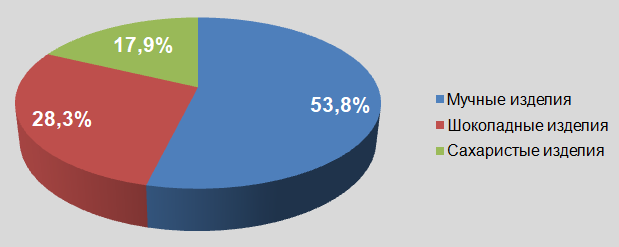 17,9%
28,3%
53,8%
Мучные изделия
Шоколадные изделия
Сахаристые изделия